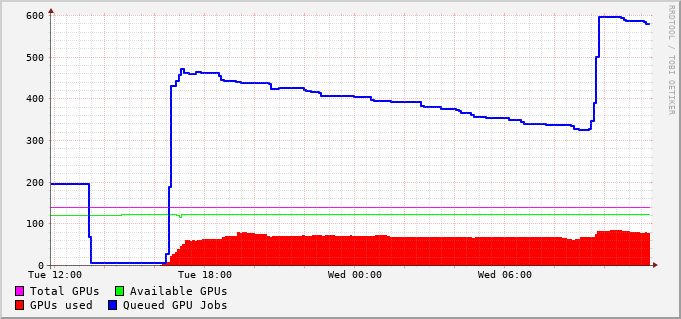 600
500
400
300
200
100
0
Tue 12:00 Tue 18:00 Wed 00:00 Wed 06:00
Total GPUs Available GPUs
GPUs used Queued GPU Jobs
RRDTOOL / TOBI OETIKER